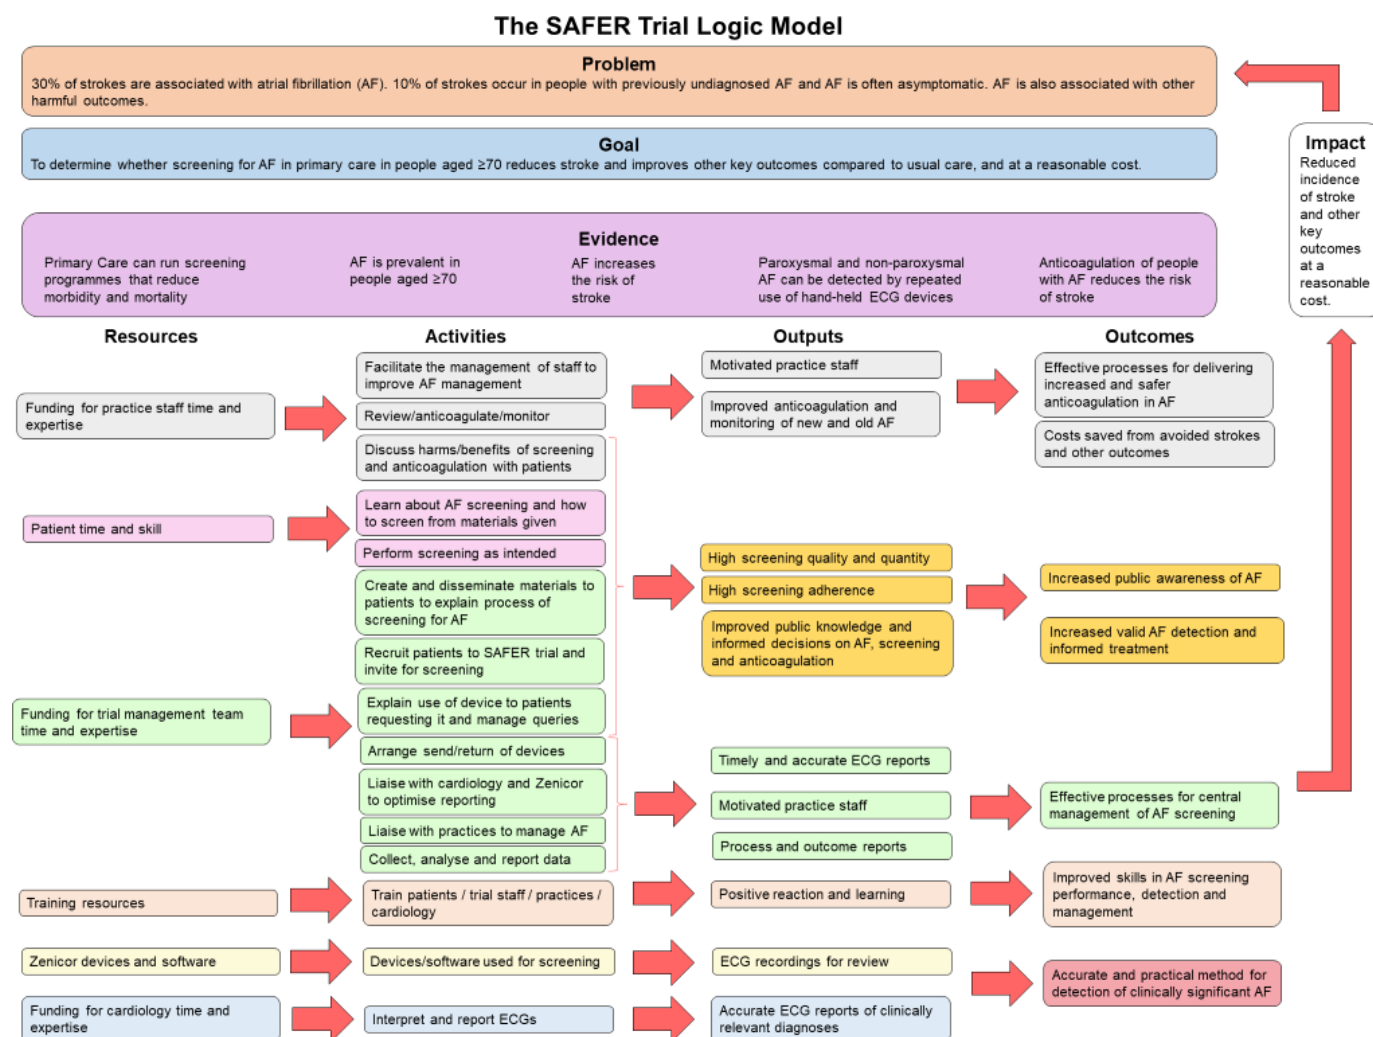 The SAFER Trial Logic Model
Problem
30% of strokes are associated with atrial fibrillation (AF). 10% of strokes occur in people with previously undiagnosed AF and AF is often asymptomatic. AF is also associated with other
harmful outcomes.
Goal
To determine whether screening for AF in primary care in people aged ≥70 reduces stroke and improves other key outcomes compared to usual care, and at a reasonable cost.
Impact
Reduced
incidence
of stroke
and other
key
outcomes
at a
reasonable
cost.
Evidence
Primary Care can run screening
programmes that reduce
morbidity and mortality
AF is prevalent in
people aged ≥70
AF increases
the risk of
stroke
Paroxysmal and non-paroxysmal
AF can be detected by repeated
use of hand-held ECG devices
Anticoagulation of people
with AF reduces the risk
of stroke
Resources
Funding for practice staff time and
expertise
Patient time and skill
Funding for trial management team
time and expertise
Training resources
Zenicor devices and software
Funding for cardiology time and
expertise
Activities
Facilitate the management of staff to
improve AF management
Review/anticoagulate/monitor
Discuss harms/benefits of screening
and anticoagulation with patients
Learn about AF screening and how
to screen from materials given
Perform screening as intended
Create and disseminate materials to
patients to explain process of
screening for AF
Recruit patients to SAFER trial and
invite for screening
Explain use of device to patients
requesting it and manage queries
Arrange send/return of devices
Liaise with cardiology and Zenicor
to optimise reporting
Liaise with practices to manage AF
Collect, analyse and report data
Train patients / trial staff / practices /
cardiology
Devices/software used for screening
Interpret and report ECGs
Outputs
Motivated practice staff
Improved anticoagulation and
monitoring of new and old AF
High screening quality and quantity
High screening adherence
Improved public knowledge and
informed decisions on AF, screening
and anticoagulation
Timely and accurate ECG reports
Motivated practice staff
Process and outcome reports
Positive reaction and learning
ECG recordings for review
Accurate ECG reports of clinically
relevant diagnoses
Outcomes
Effective processes for delivering
increased and safer
anticoagulation in AF
Costs saved from avoided strokes
and other outcomes
Increased public awareness of AF
Increased valid AF detection and
informed treatment
Effective processes for central
management of AF screening
Improved skills in AF screening
performance, detection and
management
Accurate and practical method for
detection of clinically significant AF